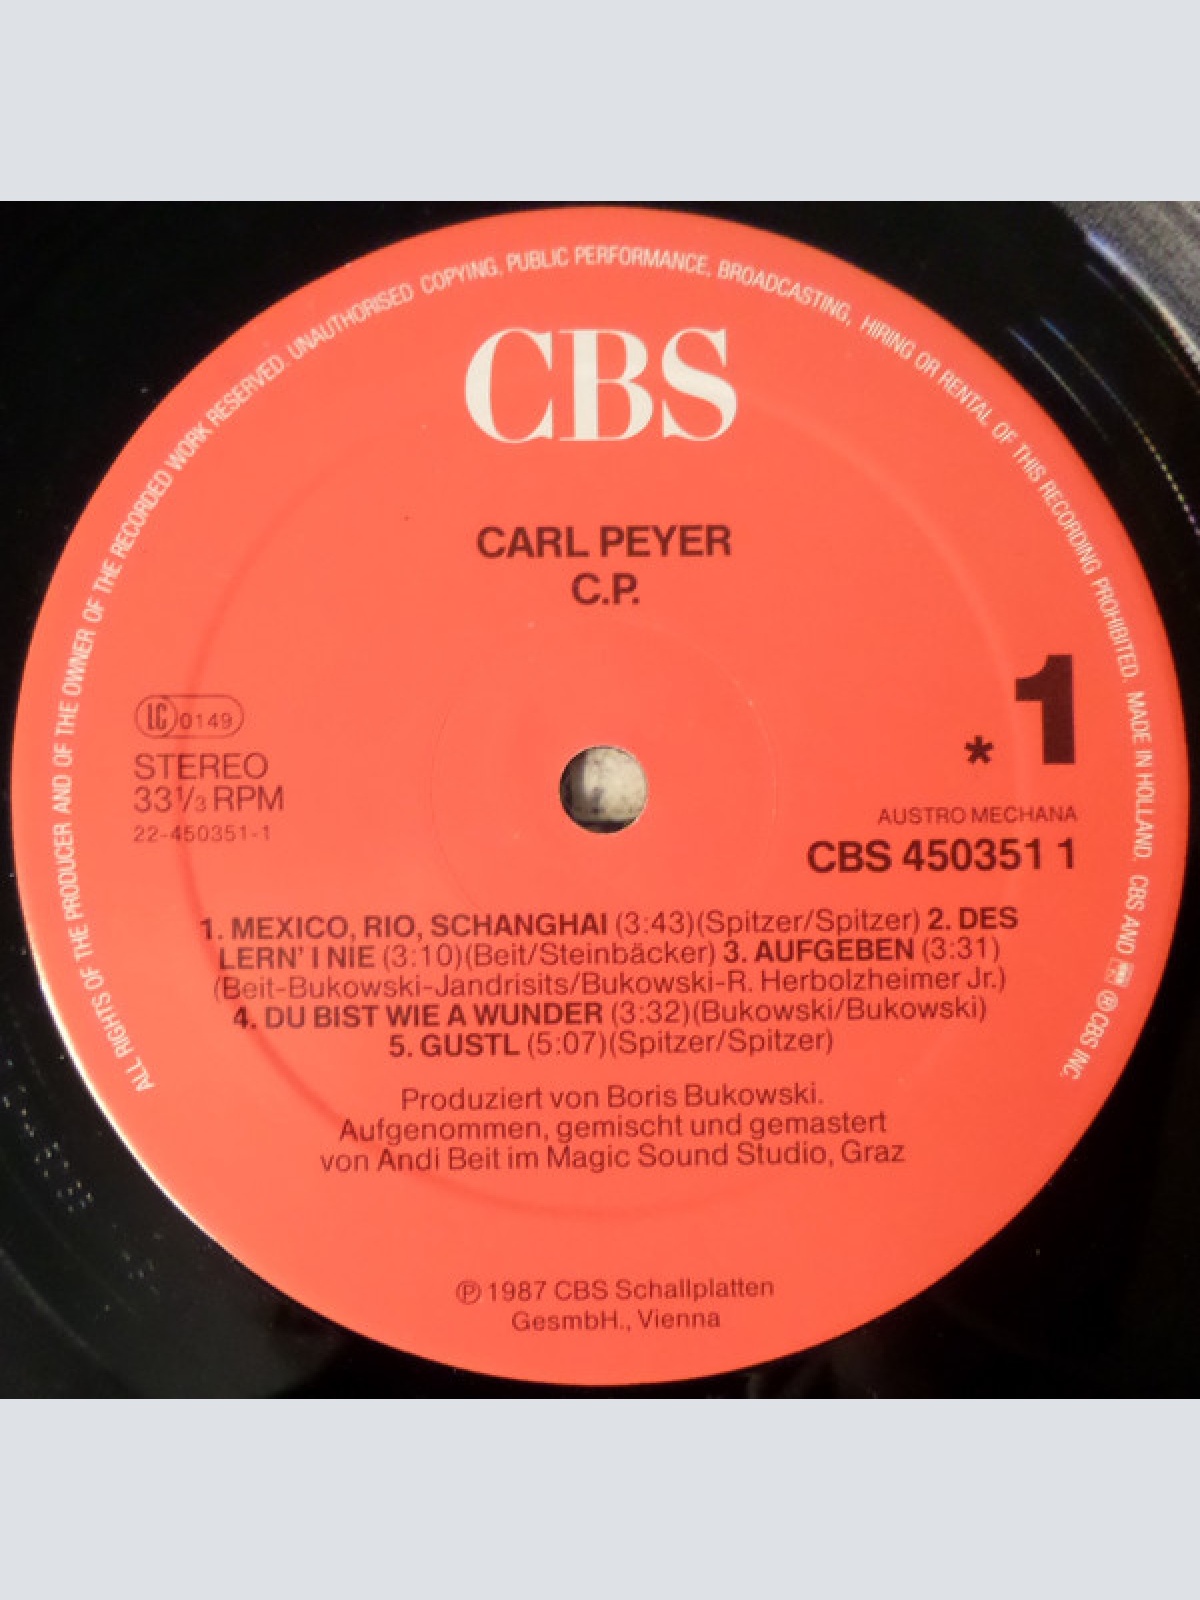 ALL RIGHTS OF THE PRODUCER AND OF THE OWNER OF THE RECORDED WORK RESERVED. UNAUTHORISED COPYING, PUBLIC PERFORMANCE, BROADCASTING, HIRING OR RENTAL OF THIS RECORDING PROHIBITED. MADE IN HOLLAND. CBS AND ® CBS INC.
CBS
CARL PEYER
C.P.
1
*
LC 0149
STEREO
33⅓ RPM
22-450351-1
AUSTRO MECHANA
CBS 450351 1
1. MEXICO, RIO, SCHANGHAI (3:43)(Spitzer/Spitzer) 2. DES
LERN' I NIE (3:10)(Beit/Steinbäcker) 3. AUFGEBEN (3:31)
(Beit-Bukowski-Jandrisits/Bukowski-R. Herbolzheimer Jr.)
4. DU BIST WIE A WUNDER (3:32)(Bukowski/Bukowski)
5. GUSTL (5:07)(Spitzer/Spitzer)
Produziert von Boris Bukowski.
Aufgenommen, gemischt und gemastert
von Andi Beit im Magic Sound Studio, Graz
℗ 1987 CBS Schallplatten
GesmbH., Vienna